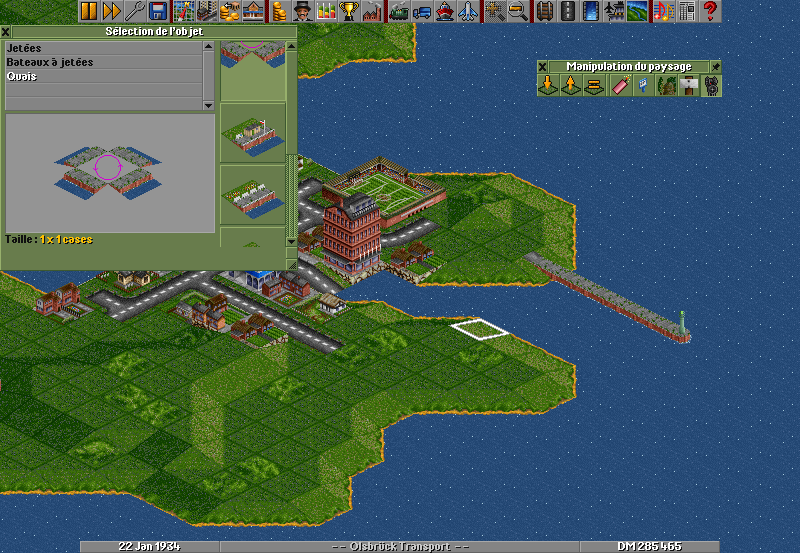 Sélection de l'objet
Jetées
Bateaux à jetées
Quais
Taille : 1 x 1 cases
Manipulation du paysage
22 Jan 1934
-- Olsbrück Transport --
DM 285 465